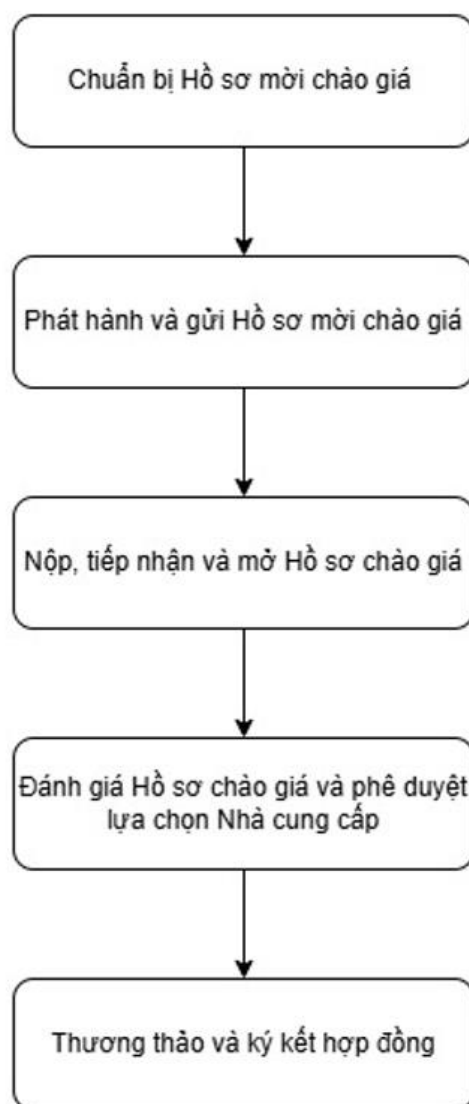 Chuẩn bị Hồ sơ mời chào giá
Phát hành và gửi Hồ sơ mời chào giá
Nộp, tiếp nhận và mở Hồ sơ chào giá
Đánh giá Hồ sơ chào giá và phê duyệt
lựa chọn Nhà cung cấp
Thương thảo và ký kết hợp đồng